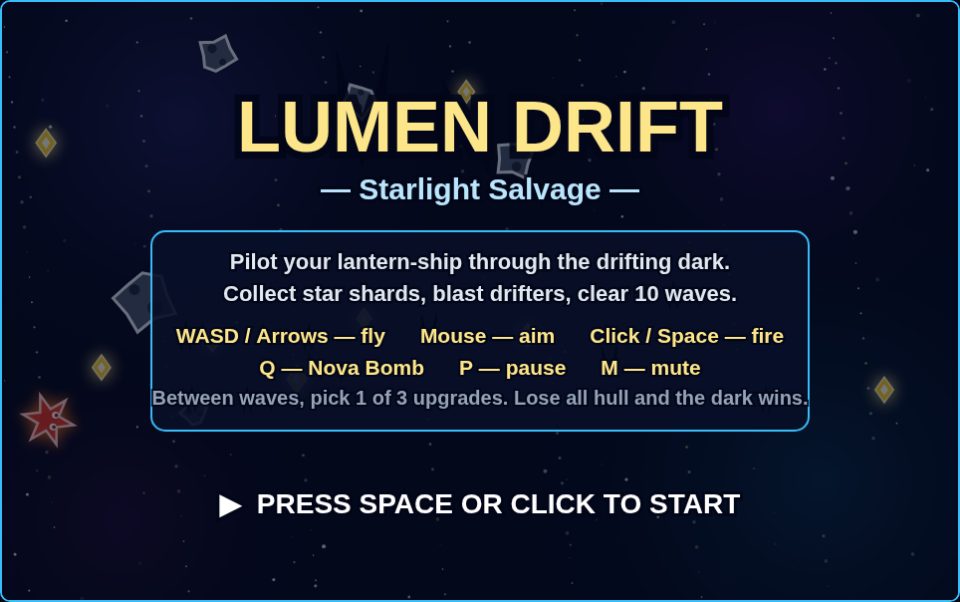 LUMEN DRIFT
— Starlight Salvage —
Pilot your lantern-ship through the drifting dark.
Collect star shards, blast drifters, clear 10 waves.
WASD / Arrows — fly Mouse — aim Click / Space — fire
Q — Nova Bomb P — pause M — mute
Between waves, pick 1 of 3 upgrades. Lose all hull and the dark wins.
▶ PRESS SPACE OR CLICK TO START